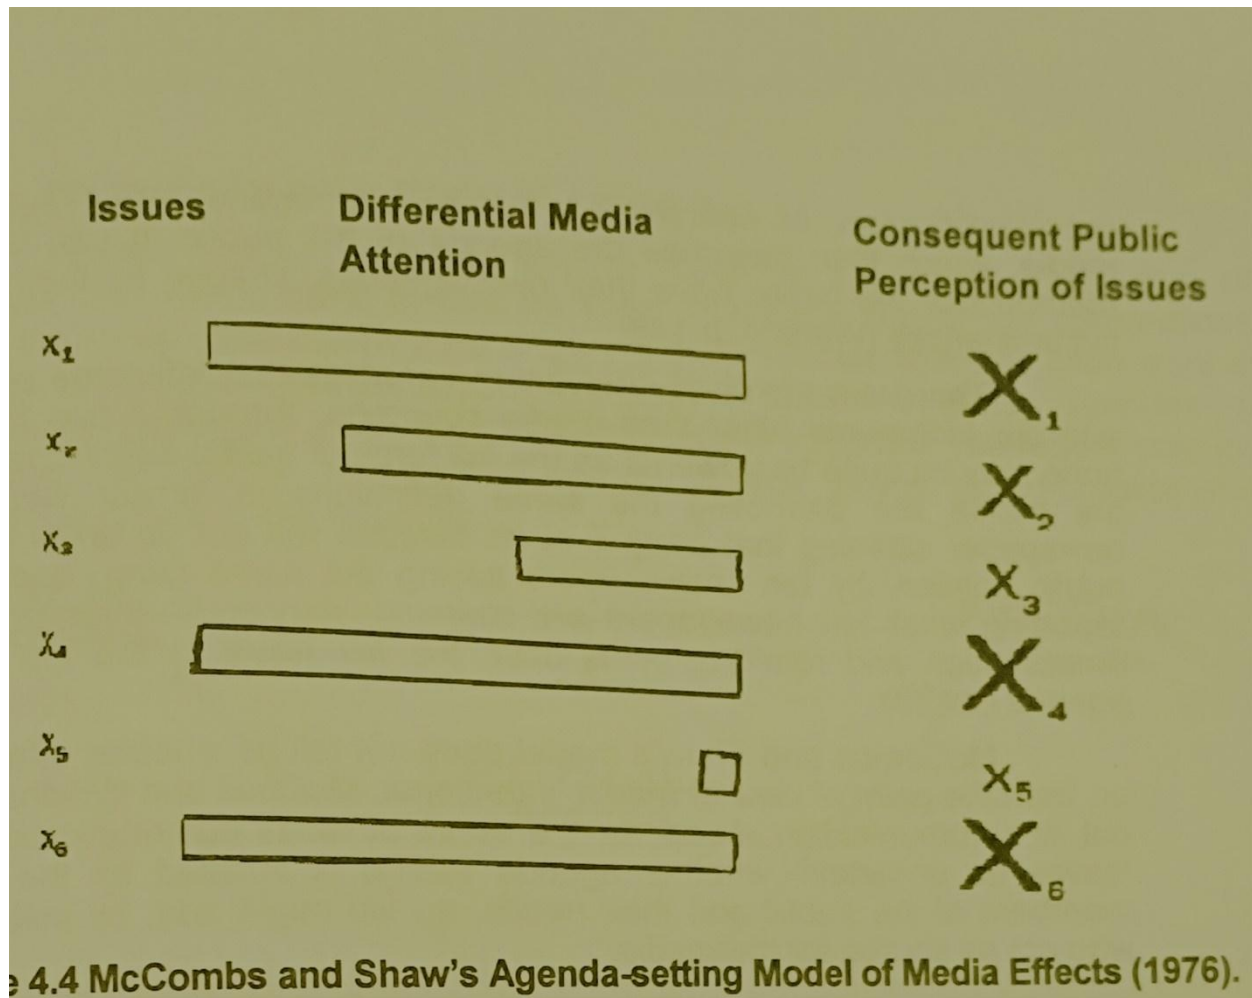 Issues
Differential Media
Attention
Consequent Public
Perception of Issues
X₁
X₁
X₂
X₂
X₃
X₃
X₄
X₄
X₅
X₅
X₆
X₆
4.4 McCombs and Shaw's Agenda-setting Model of Media Effects (1976).